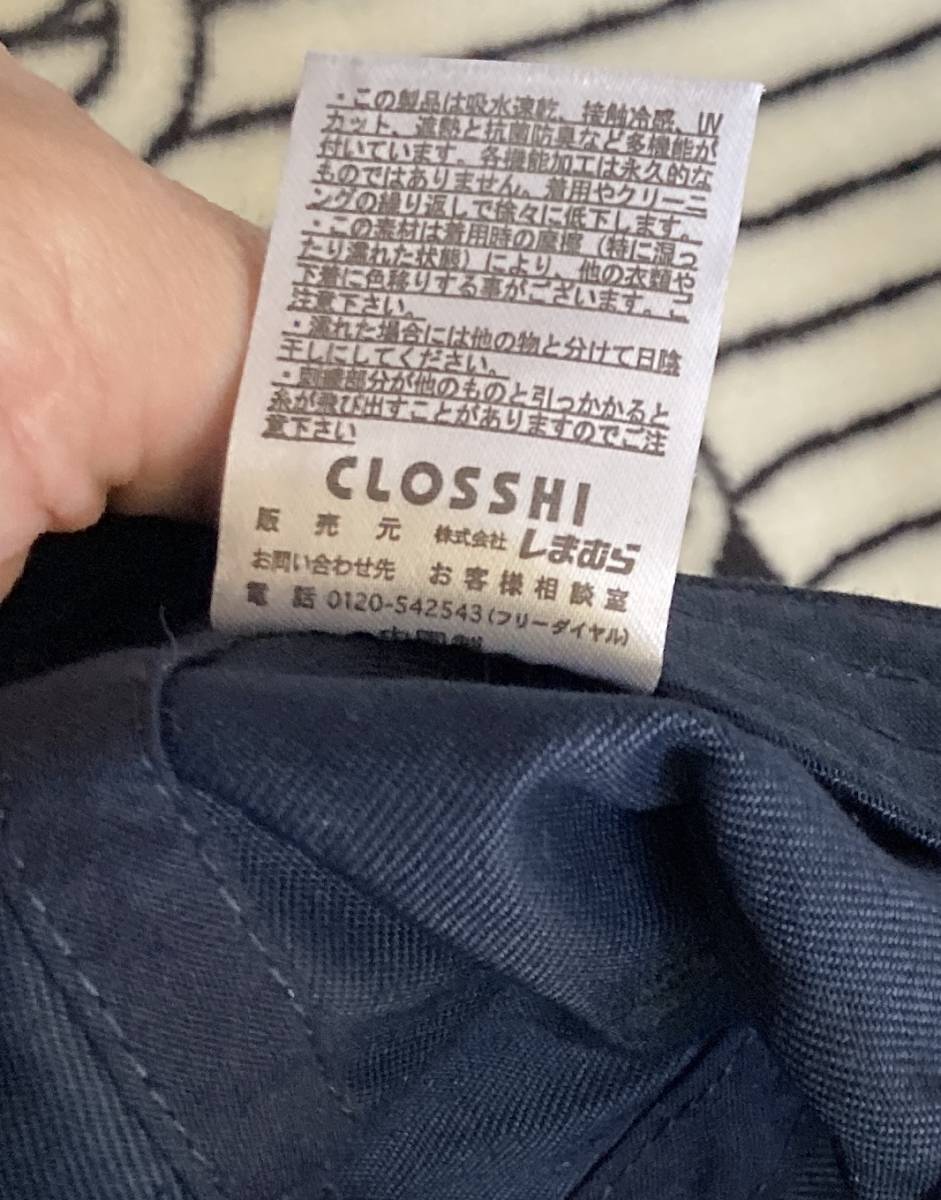 ・この製品は吸水速乾、接触冷感、UV
カット、遮熱と抗菌防臭など多機能が
付いています。各機能加工は永久的な
ものではありません。着用やクリーニ
ングの繰り返しで徐々に低下します。
・この素材は着用時の摩擦（特に湿っ
たり濡れた状態）により、他の衣類や
下着に色移りする事がございます。ご
注意下さい。
・濡れた場合には他の物と分けて日陰
干しにしてください。
・刺繍部分が他のものと引っかかると
糸が飛び出すことがありますのでご注
意下さい
CLOSSHI
販売元 株式会社 しまむら
お問い合わせ先 お客様相談室
電話 0120-542543(フリーダイヤル)
中国製